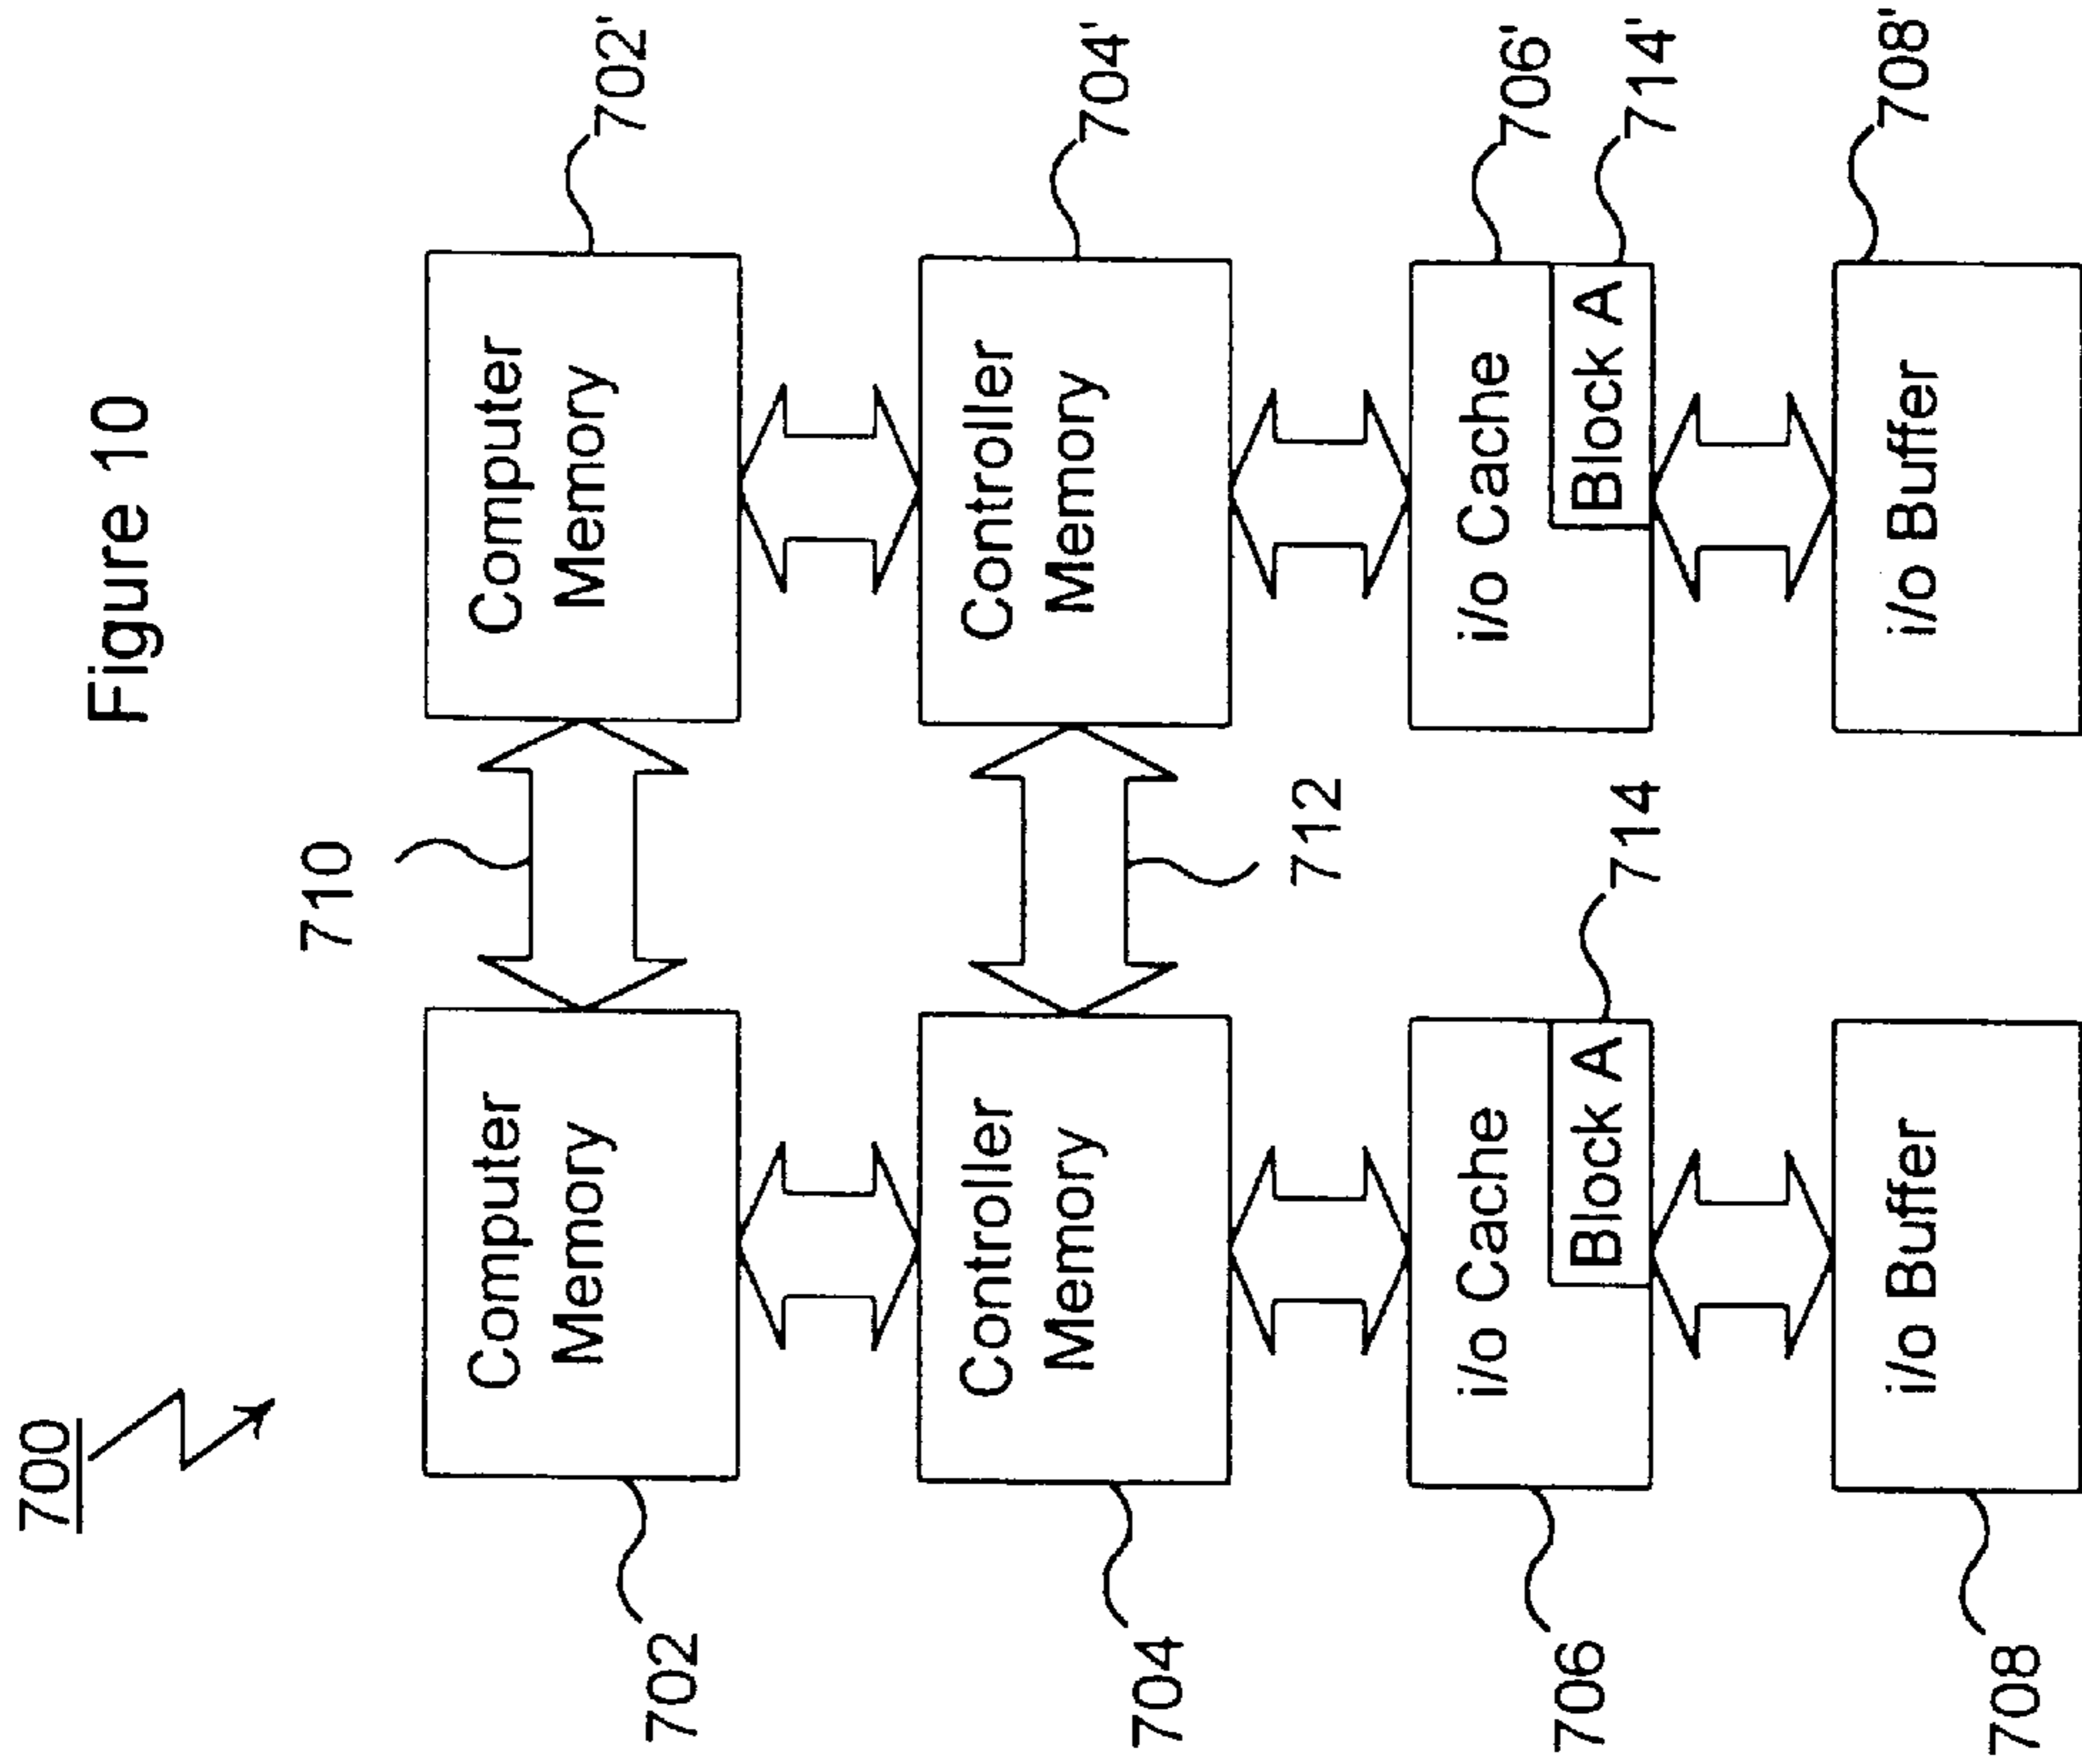 Figure 10
700
710
Computer
Memory
702
Computer
Memory
702'
Controller
Memory
704
712
Controller
Memory
704'
i/o Cache
Block A
706
714
i/o Cache
Block A
706'
714'
i/o Buffer
708
i/o Buffer
708'